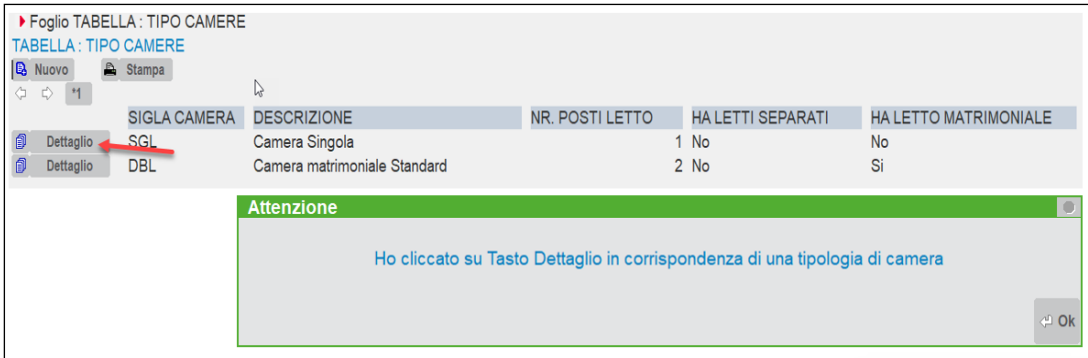 Foglio TABELLA : TIPO CAMERE
TABELLA : TIPO CAMERE
Nuovo Stampa
*1
SIGLA CAMERA DESCRIZIONE NR. POSTI LETTO HA LETTI SEPARATI HA LETTO MATRIMONIALE
Dettaglio SGL Camera Singola 1 No No
Dettaglio DBL Camera matrimoniale Standard 2 No Si
Attenzione
Ho cliccato su Tasto Dettaglio in corrispondenza di una tipologia di camera
Ok